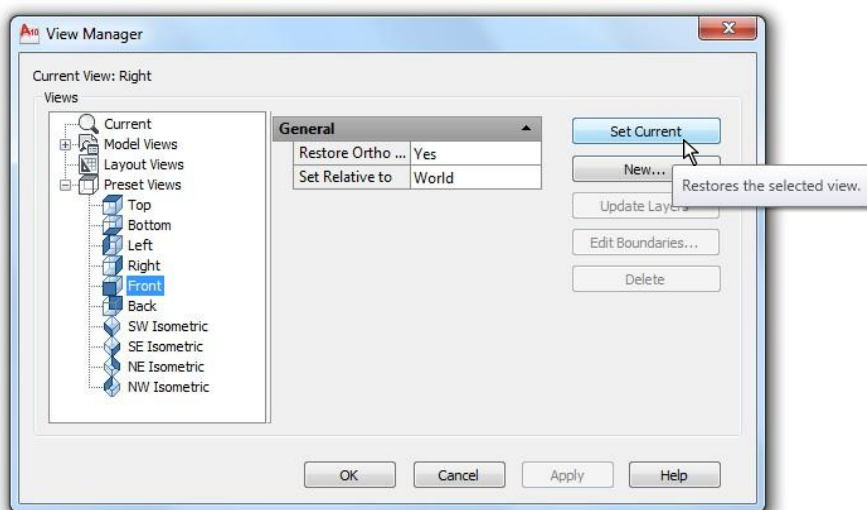 A10 View Manager
Current View: Right
Views
Current
Model Views
Layout Views
Preset Views
Top
Bottom
Left
Right
Front
Back
SW Isometric
SE Isometric
NE Isometric
NW Isometric
General
Restore Ortho ... Yes
Set Relative to World
Set Current
New...
Restores the selected view.
Update Layers
Edit Boundaries...
Delete
OK Cancel Apply Help